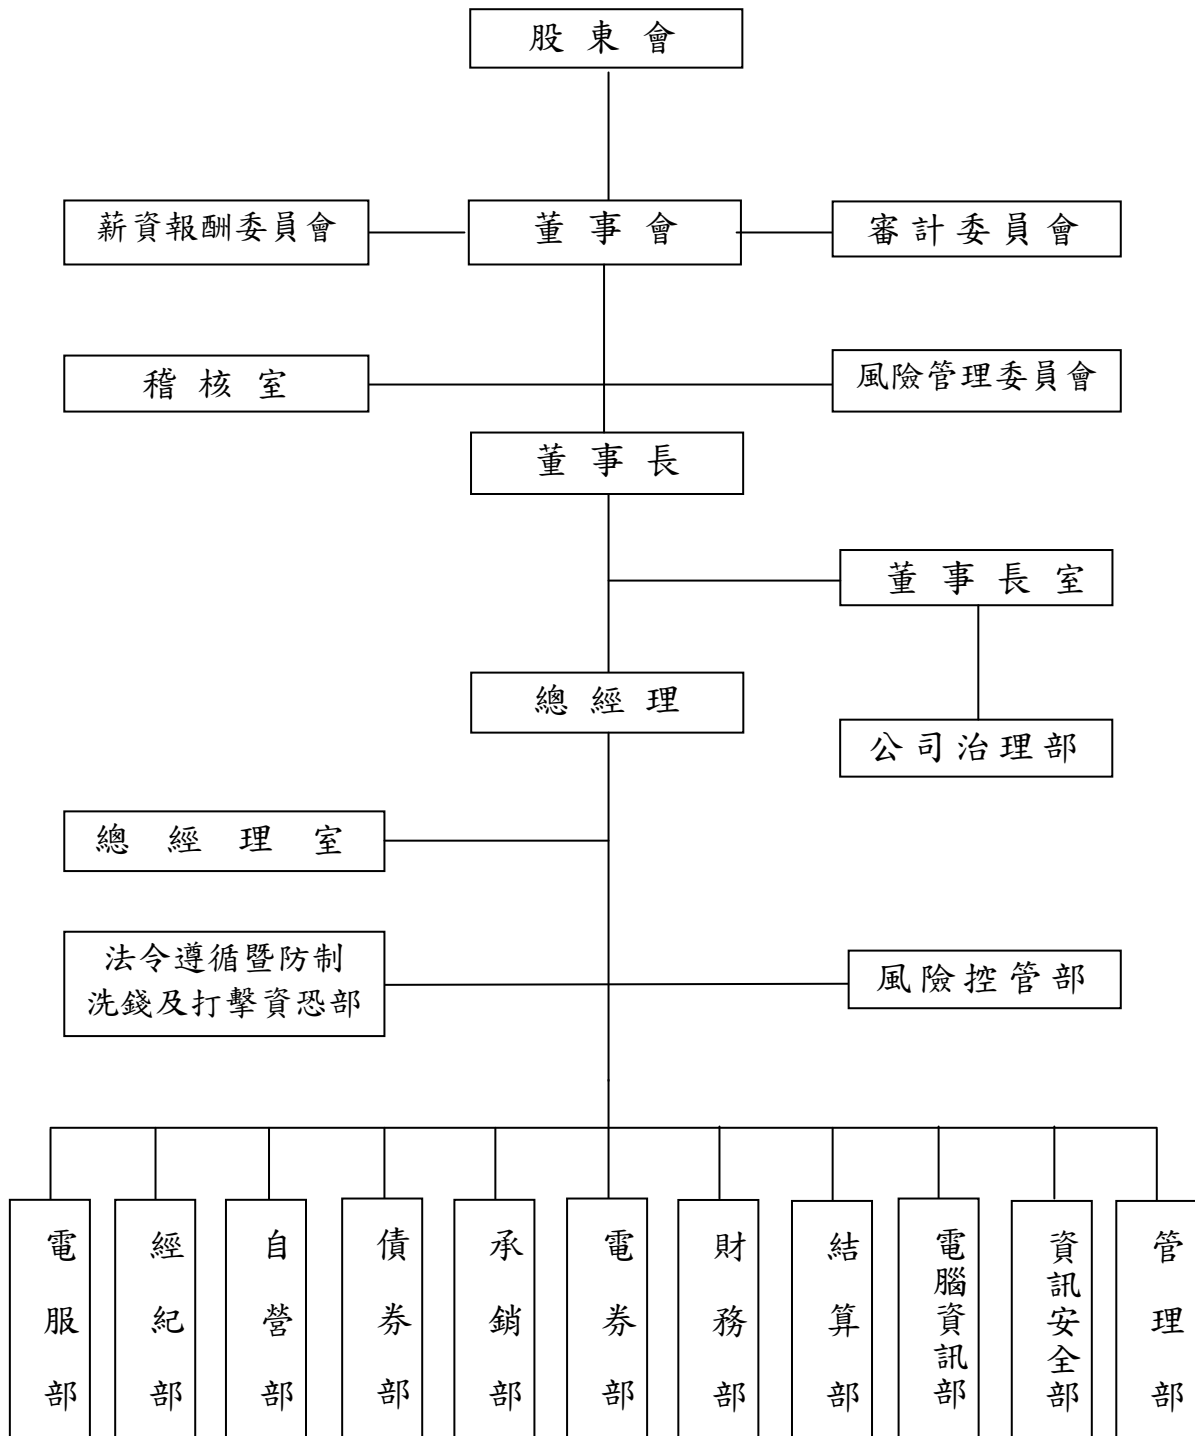 股東會
薪資報酬委員會
董事會
審計委員會
稽核室
風險管理委員會
董事長
董事長室
總經理
公司治理部
總經理室
法令遵循暨防制
洗錢及打擊資恐部
風險控管部
電服部
經紀部
自營部
債券部
承銷部
電券部
財務部
結算部
電腦資訊部
資訊安全部
管理部